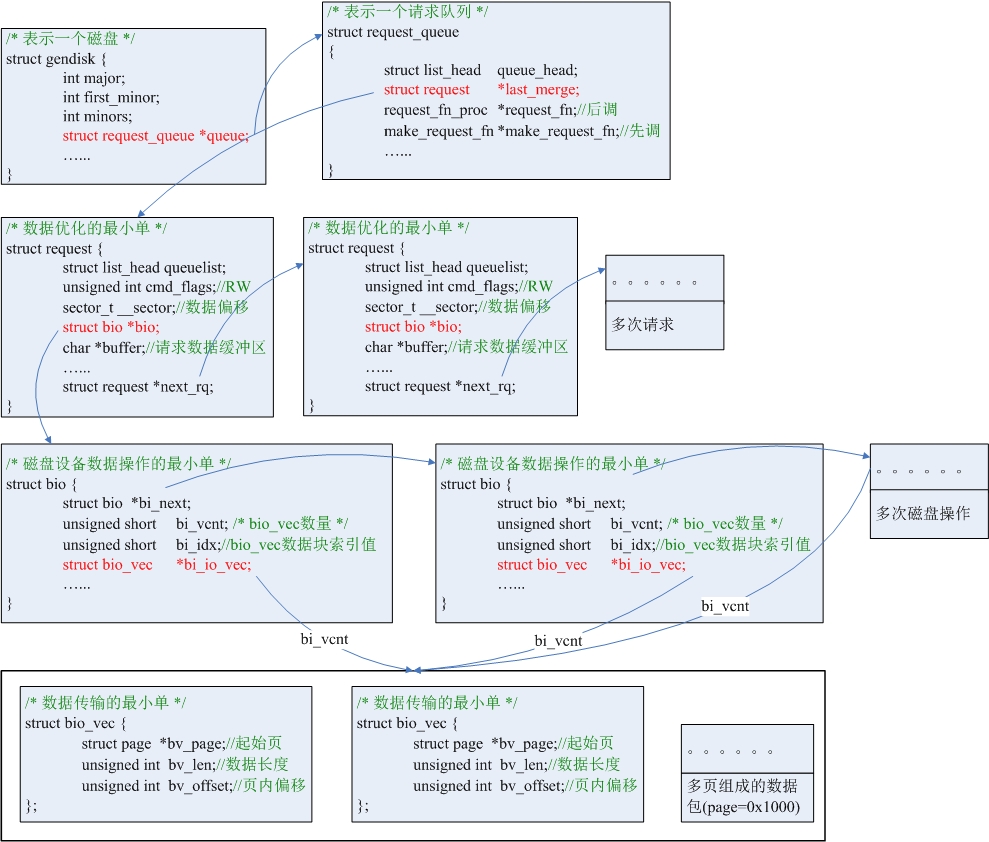 /* 表示一个磁盘 */
struct gendisk {
int major;
int first_minor;
int minors;
struct request_queue *queue;
…...
}
/* 表示一个请求队列 */
struct request_queue
{
struct list_head queue_head;
struct request *last_merge;
request_fn_proc *request_fn;//后调
make_request_fn *make_request_fn;//先调
…...
}
/* 数据优化的最小单 */
struct request {
struct list_head queuelist;
unsigned int cmd_flags;//RW
sector_t __sector;//数据偏移
struct bio *bio;
char *buffer;//请求数据缓冲区
…...
struct request *next_rq;
}
/* 数据优化的最小单 */
struct request {
struct list_head queuelist;
unsigned int cmd_flags;//RW
sector_t __sector;//数据偏移
struct bio *bio;
char *buffer;//请求数据缓冲区
…...
struct request *next_rq;
}
。。。。。。
多次请求
/* 磁盘设备数据操作的最小单 */
struct bio {
struct bio *bi_next;
unsigned short bi_vcnt; /* bio_vec数量 */
unsigned short bi_idx;//bio_vec数据块索引值
struct bio_vec *bi_io_vec;
…...
}
/* 磁盘设备数据操作的最小单 */
struct bio {
struct bio *bi_next;
unsigned short bi_vcnt; /* bio_vec数量 */
unsigned short bi_idx;//bio_vec数据块索引值
struct bio_vec *bi_io_vec;
…...
}
。。。。。。
多次磁盘操作
bi_vcnt
bi_vcnt
bi_vcnt
/* 数据传输的最小单 */
struct bio_vec {
struct page *bv_page;//起始页
unsigned int bv_len;//数据长度
unsigned int bv_offset;//页内偏移
};
/* 数据传输的最小单 */
struct bio_vec {
struct page *bv_page;//起始页
unsigned int bv_len;//数据长度
unsigned int bv_offset;//页内偏移
};
。。。。。。
多页组成的数据
包(page=0x1000)